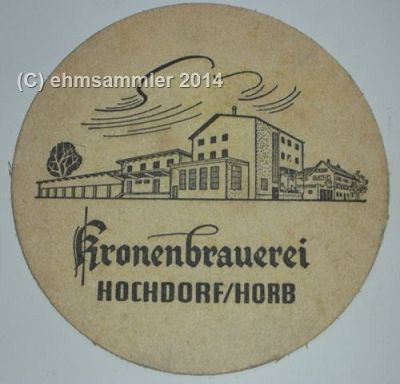 (C) ehmsammler 2014
Kronenbrauerei
HOCHDORF/HORB